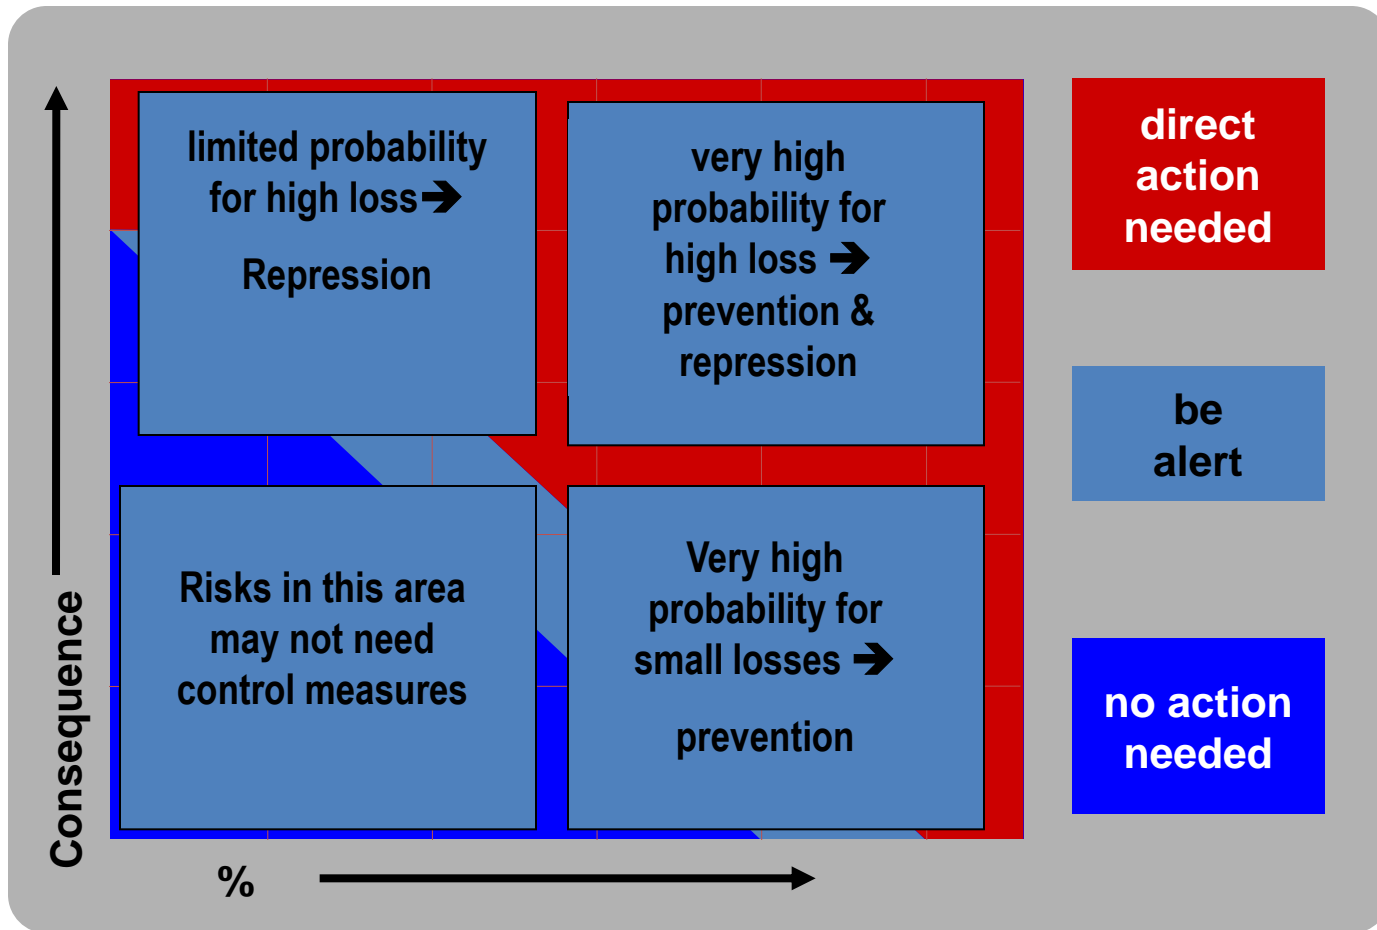 limited probability
for high loss➔
Repression
very high
probability for
high loss ➔
prevention &
repression
direct
action
needed
be
alert
Risks in this area
may not need
control measures
Very high
probability for
small losses ➔
prevention
no action
needed
Consequence
%